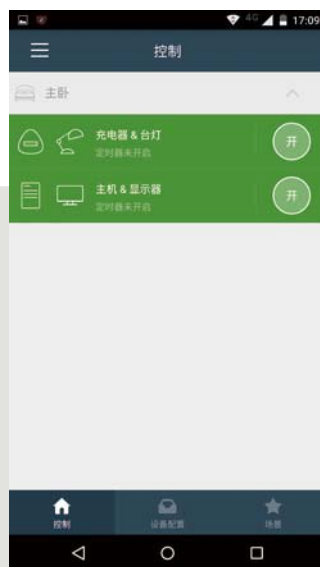 4G 17:09
控制
主卧
充电器 & 台灯
定时器未开启
开
主机 & 显示器
定时器未开启
开
控制 设备配置 场景